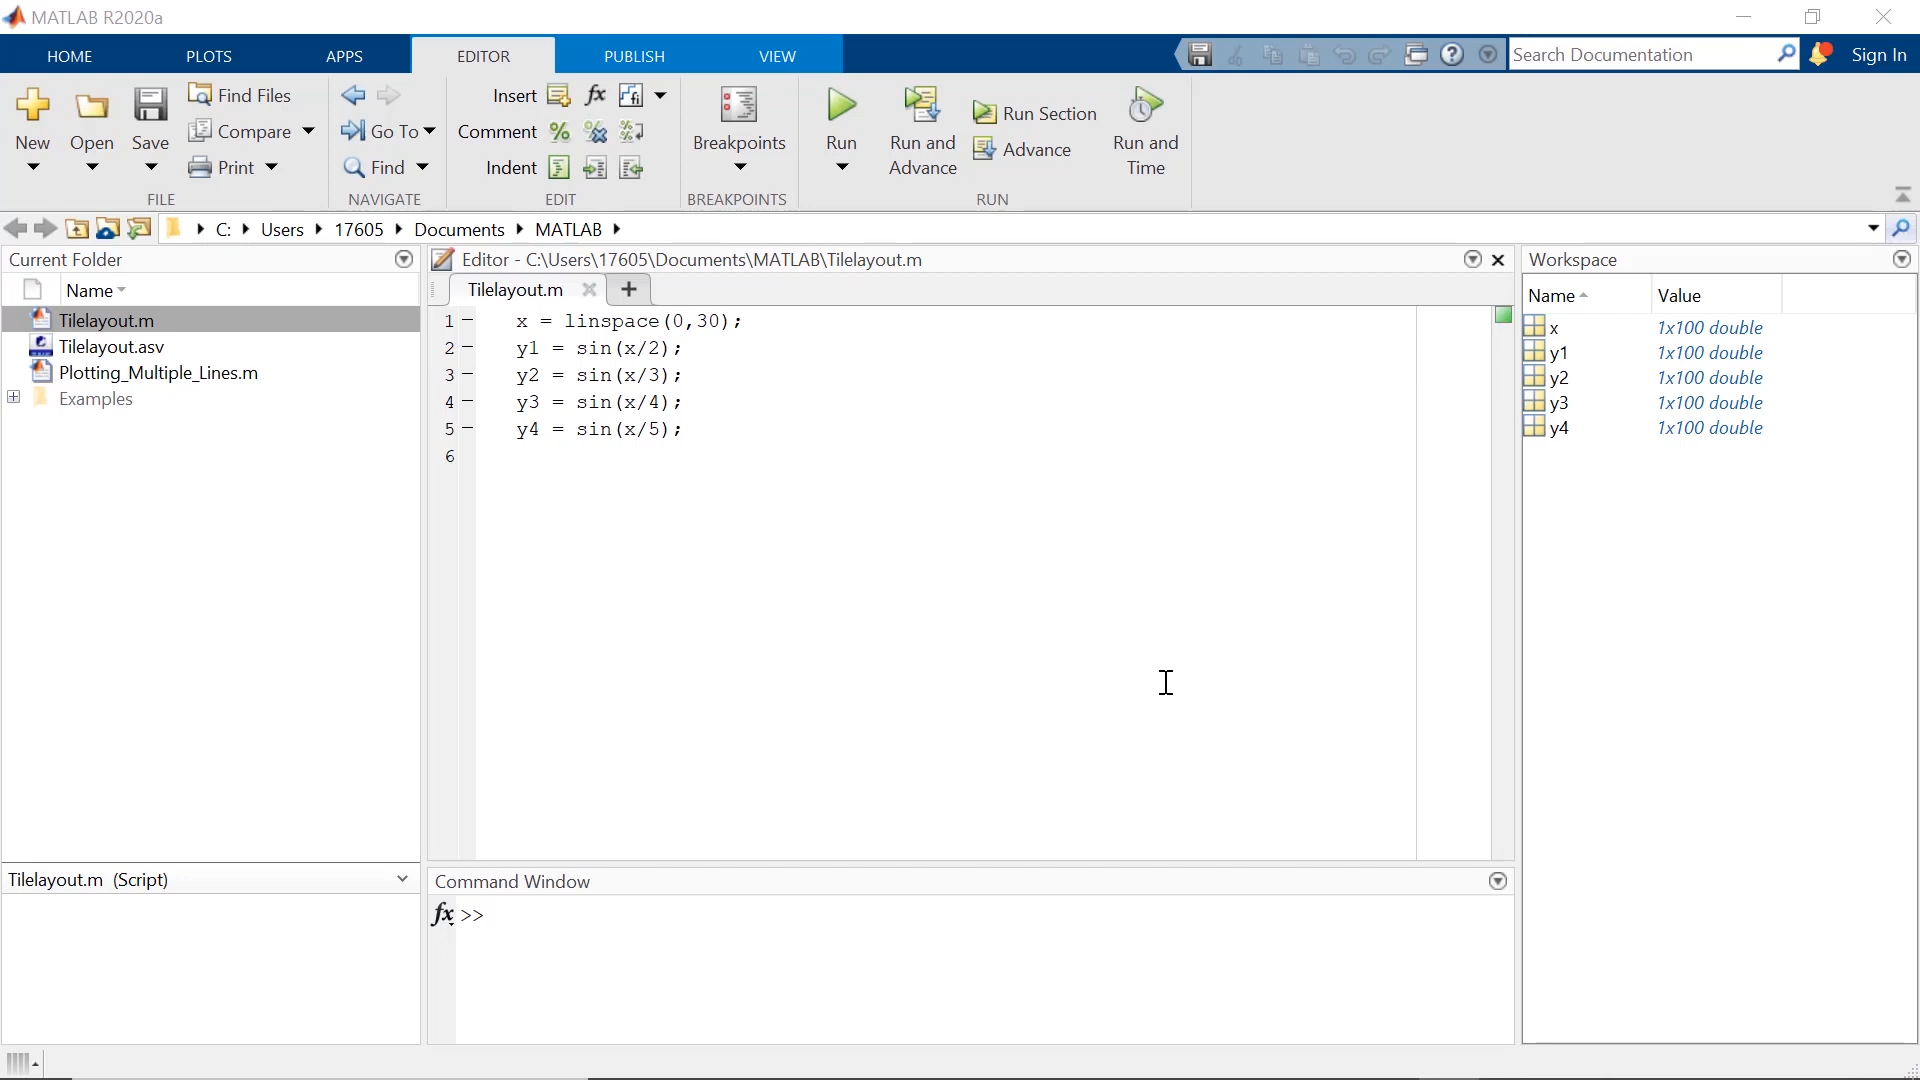 MATLAB R2020a
HOME PLOTS APPS EDITOR PUBLISH VIEW Search Documentation Sign In
New Open Save Find Files Compare Print
FILE
Go To Find
NAVIGATE
Insert fx
Comment
Indent
EDIT
Breakpoints
BREAKPOINTS
Run Run and Advance Run Section Advance Run and Time
RUN
C: Users 17605 Documents MATLAB
Current Folder
Name
Tilelayout.m
Tilelayout.asv
Plotting_Multiple_Lines.m
Examples
Tilelayout.m (Script)
Editor - C:\Users\17605\Documents\MATLAB\Tilelayout.m
Tilelayout.m
1 – x = linspace(0,30);
2 – y1 = sin(x/2);
3 – y2 = sin(x/3);
4 – y3 = sin(x/4);
5 – y4 = sin(x/5);
6
Command Window
fx >>
Workspace
Name Value
x 1x100 double
y1 1x100 double
y2 1x100 double
y3 1x100 double
y4 1x100 double